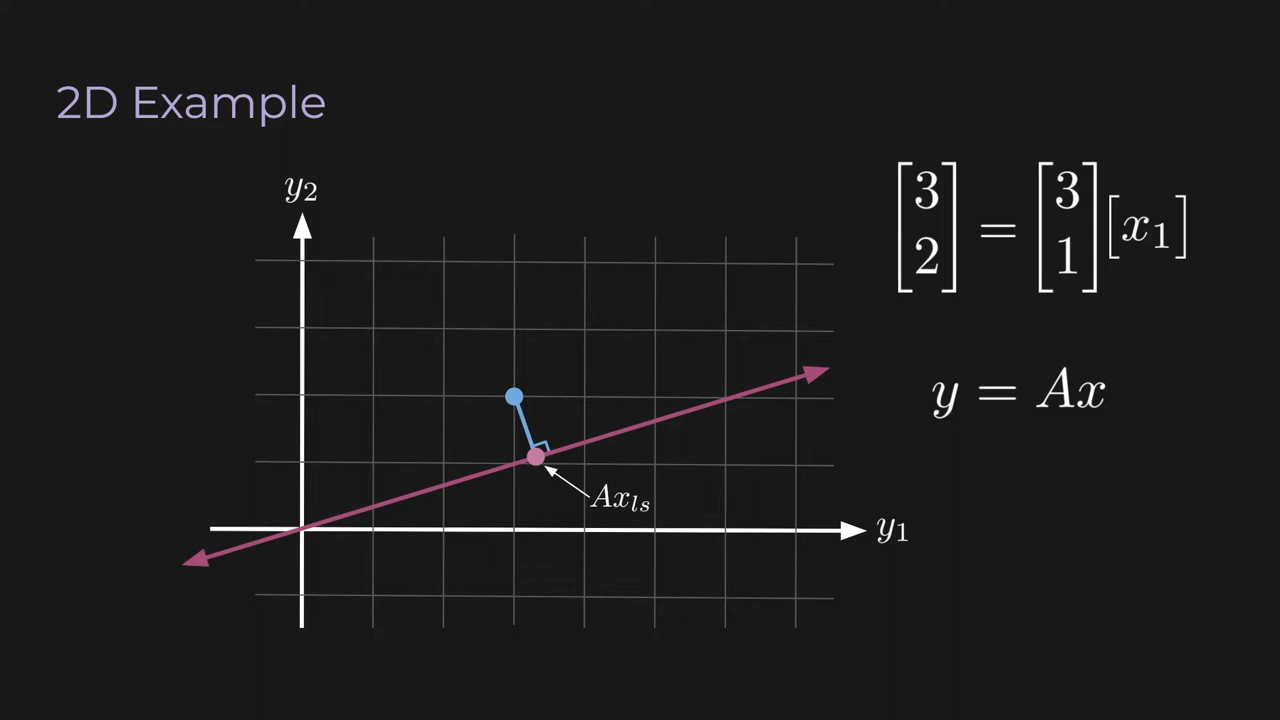 2D Example
y₂
[3 2] = [3 1] [x₁]
y = Ax
Axₗₛ
y₁